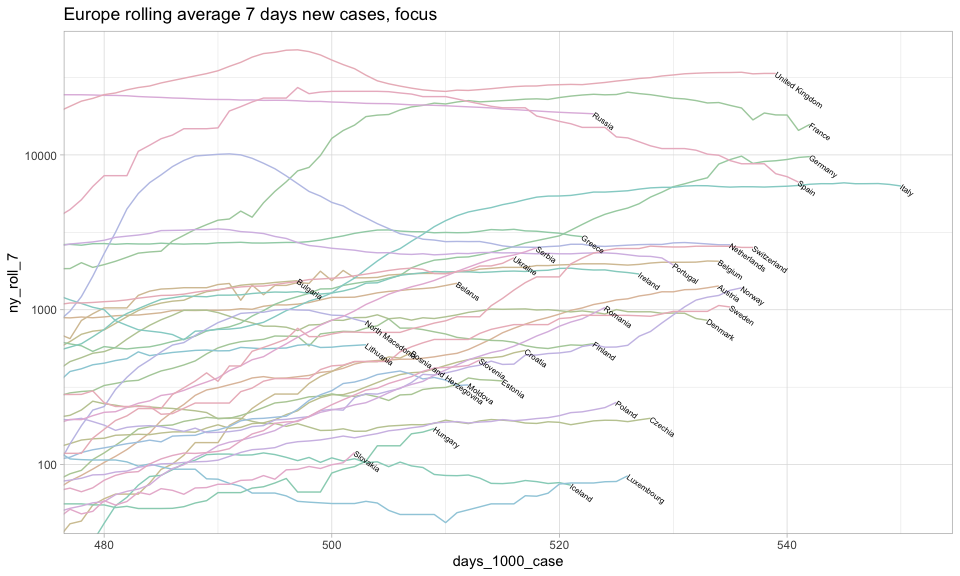 Europe rolling average 7 days new cases, focus
ny_roll_7
10000
1000
100
United Kingdom
Russia
France
Germany
Spain
Italy
Greece
Serbia
Ukraine
Switzerland
Netherlands
Belgium
Portugal
Ireland
Bulgaria
Belarus
Norway
Austria
Sweden
Romania
Denmark
North Macedonia
Lithuania
Bosnia and Herzegovina
Finland
Croatia
Slovenia
Estonia
Moldova
Poland
Czechia
Hungary
Slovakia
Luxembourg
Iceland
480
500
520
540
days_1000_case